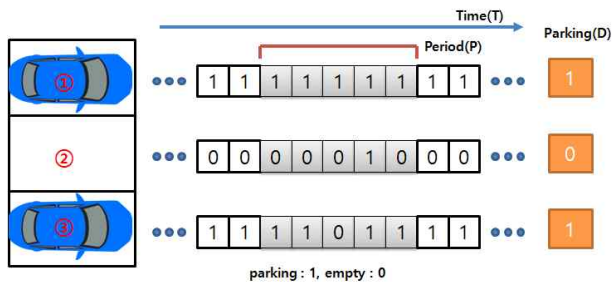 Time(T)
Period(P)
Parking(D)
① 1 1 1 1 1 1 1 1 1 1
② 0 0 0 0 0 1 0 0 0 0
③ 1 1 1 1 0 1 1 1 1 1
parking : 1, empty : 0